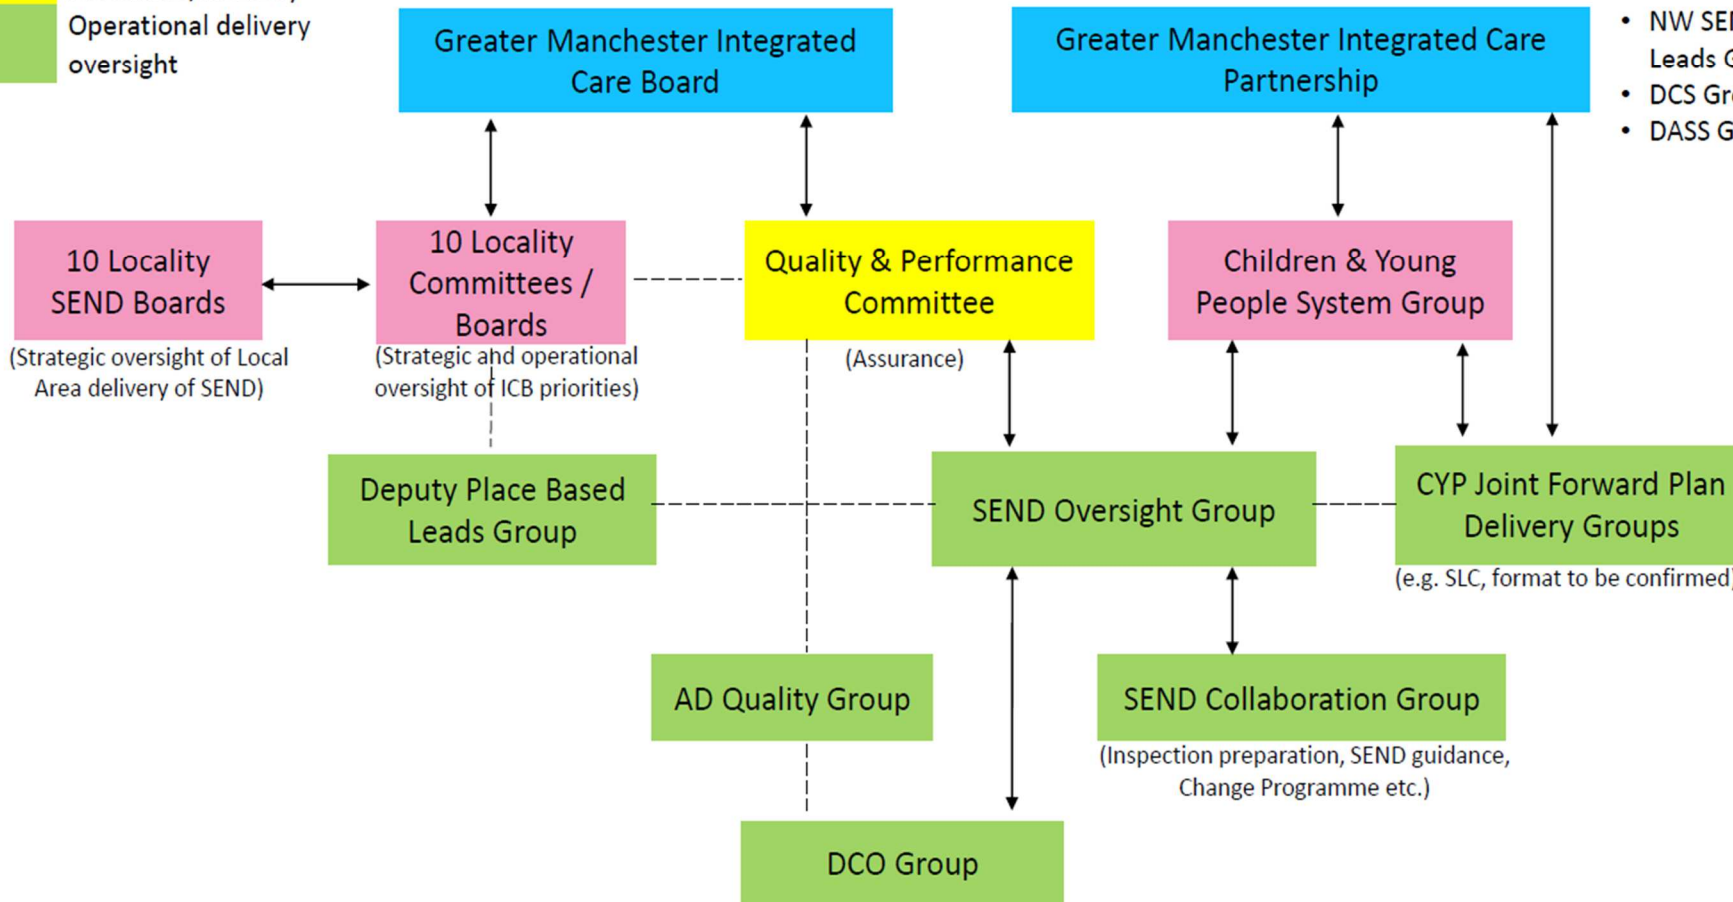 Operational delivery
oversight
Greater Manchester Integrated
Care Board
Greater Manchester Integrated Care
Partnership
• NW
Leads
• DCS
• DASS
10 Locality
SEND Boards
(Strategic oversight of Local
Area delivery of SEND)
10 Locality
Committees /
Boards
(Strategic and operational
oversight of ICB priorities)
Quality & Performance
Committee
(Assurance)
Children & Young
People System Group
Deputy Place Based
Leads Group
SEND Oversight Group
CYP Joint Forward Plan
Delivery Groups
(e.g. SLC, format to be confirmed)
AD Quality Group
SEND Collaboration Group
(Inspection preparation, SEND guidance,
Change Programme etc.)
DCO Group